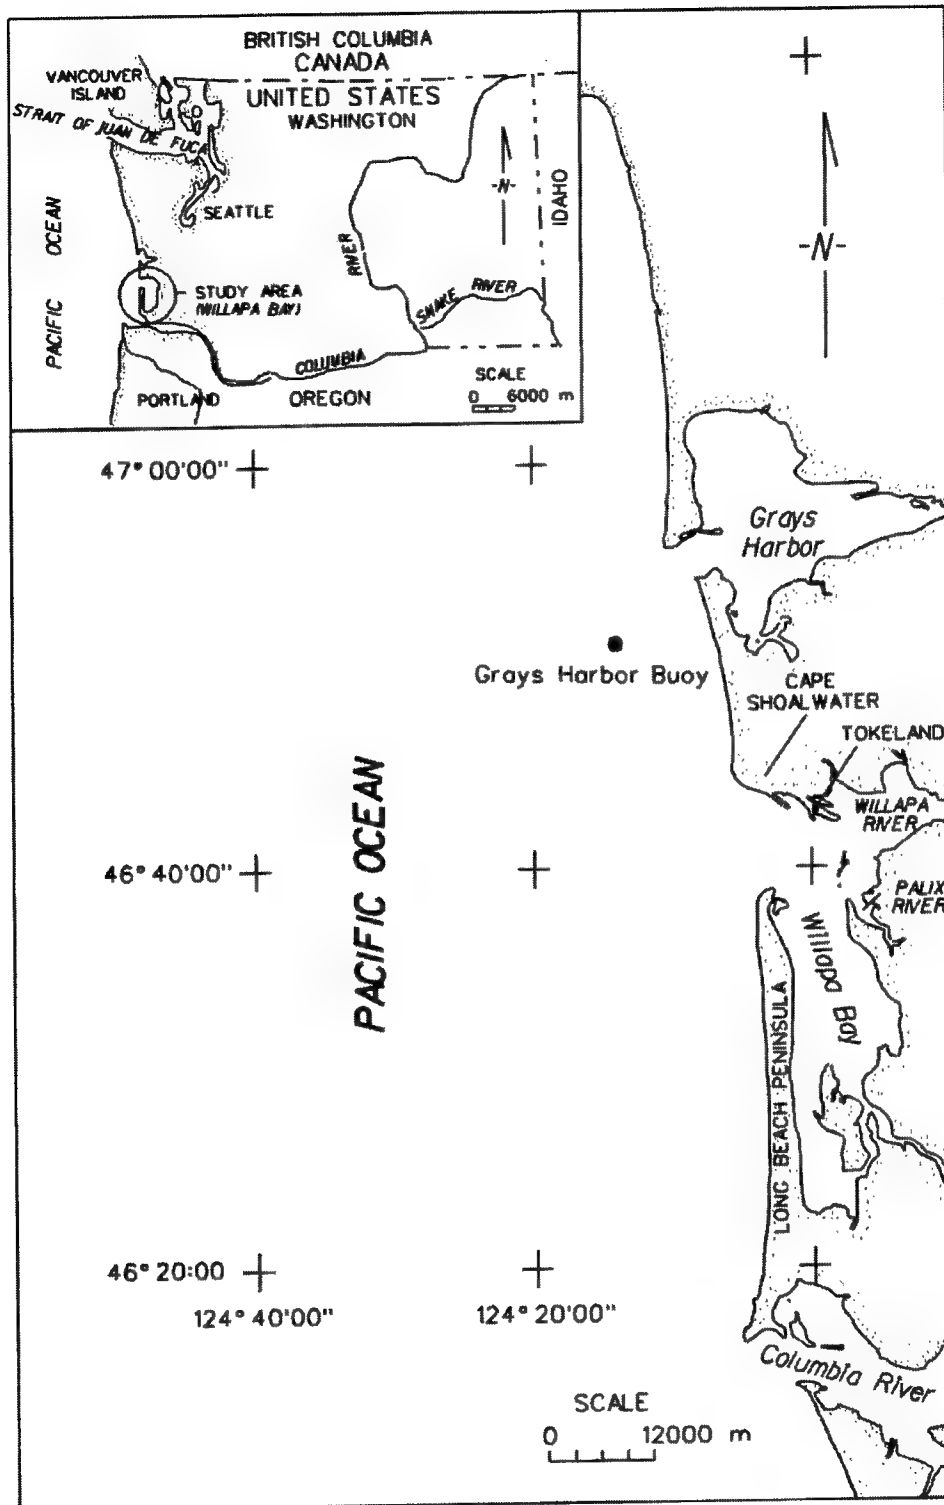 BRITISH COLUMBIA
CANADA
VANCOUVER
ISLAND
UNITED STATES
WASHINGTON
STRAIT OF JUAN DE FUCA
-N-
IDAHO
SEATTLE
PACIFIC OCEAN
RIVER
STUDY AREA
(WILLAPA BAY)
SNAKE RIVER
COLUMBIA
SCALE
0 6000 m
PORTLAND
OREGON
-N-
47° 00'00"
Grays
Harbor
Grays Harbor Buoy
CAPE
SHOALWATER
TOKELAND
WILLAPA
RIVER
PACIFIC OCEAN
46° 40'00"
PALIX
RIVER
Willapa Bay
LONG BEACH PENINSULA
46° 20:00
124° 40'00"
124° 20'00"
Columbia River
SCALE
0 12000 m